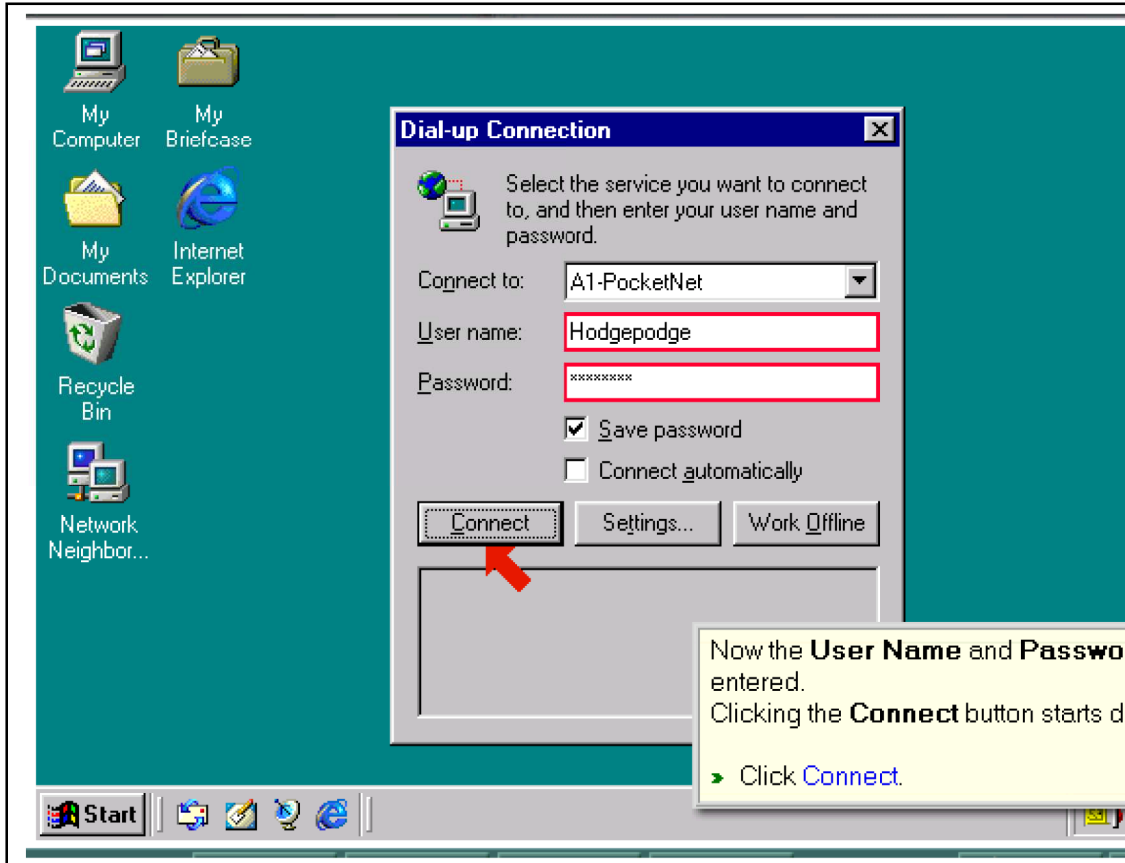 My
Computer
My
Briefcase
My
Documents
Internet
Explorer
Recycle
Bin
Network
Neighbor...
Dial-up Connection
Select the service you want to connect
to, and then enter your user name and
password.
Connect to: A1-PocketNet
User name: Hodgepodge
Password: ********
Save password
Connect automatically
Connect Settings... Work Offline
Now the User Name and Passwo
entered.
Clicking the Connect button starts d
Click Connect.
Start